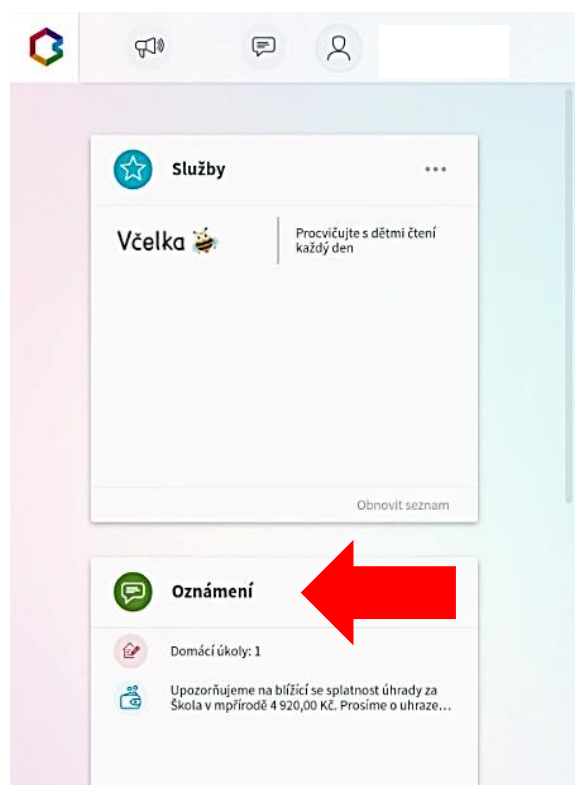 Služby
Včelka
Procvičujte s dětmi čtení
každý den
Obnovit seznam
Oznámení
Domácí úkoly: 1
Upozorňujeme na blížící se splatnost úhrady za
Škola v mpřírodě 4 920,00 Kč. Prosíme o uhraze...